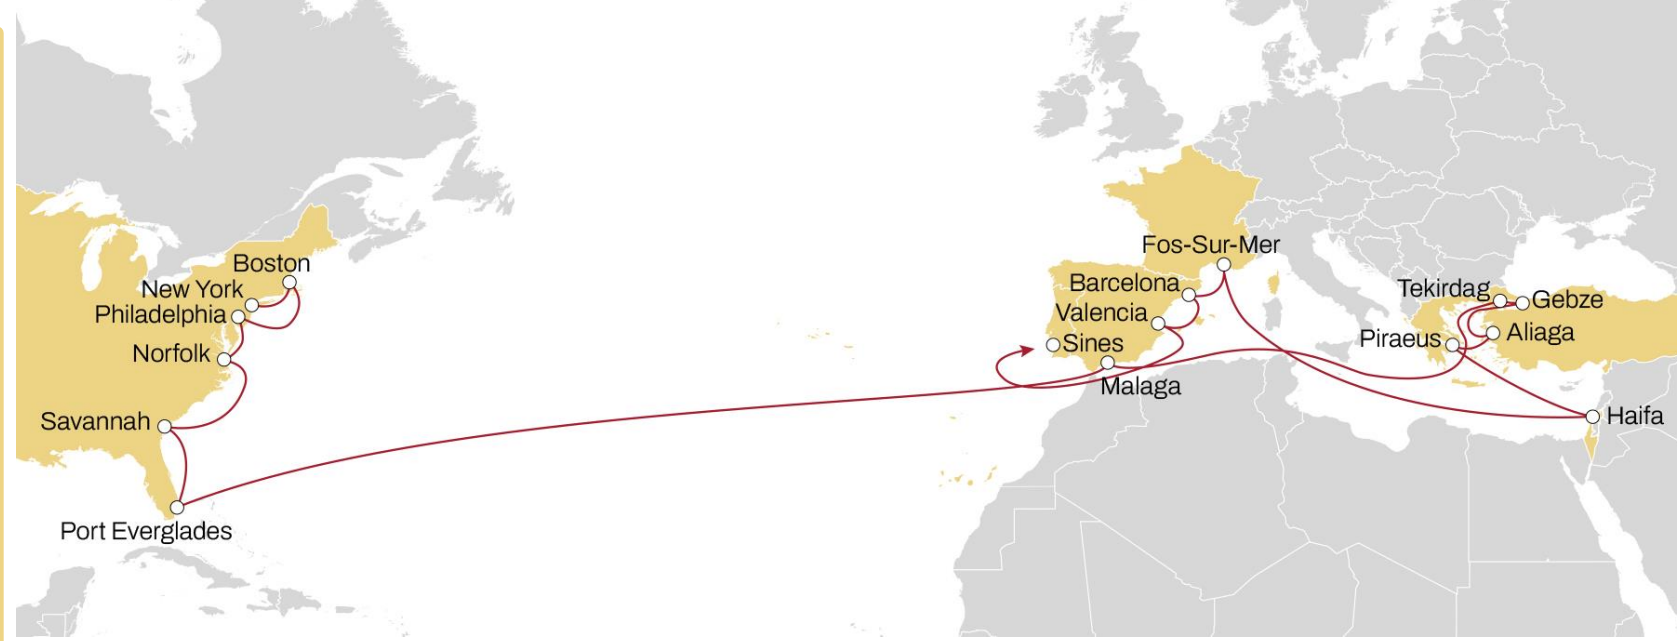 Boston
New York
Philadelphia
Norfolk
Savannah
Port Everglades
Fos-Sur-Mer
Barcelona
Valencia
Sines
Malaga
Tekirdag
Gebze
Piraeus
Aliaga
Haifa